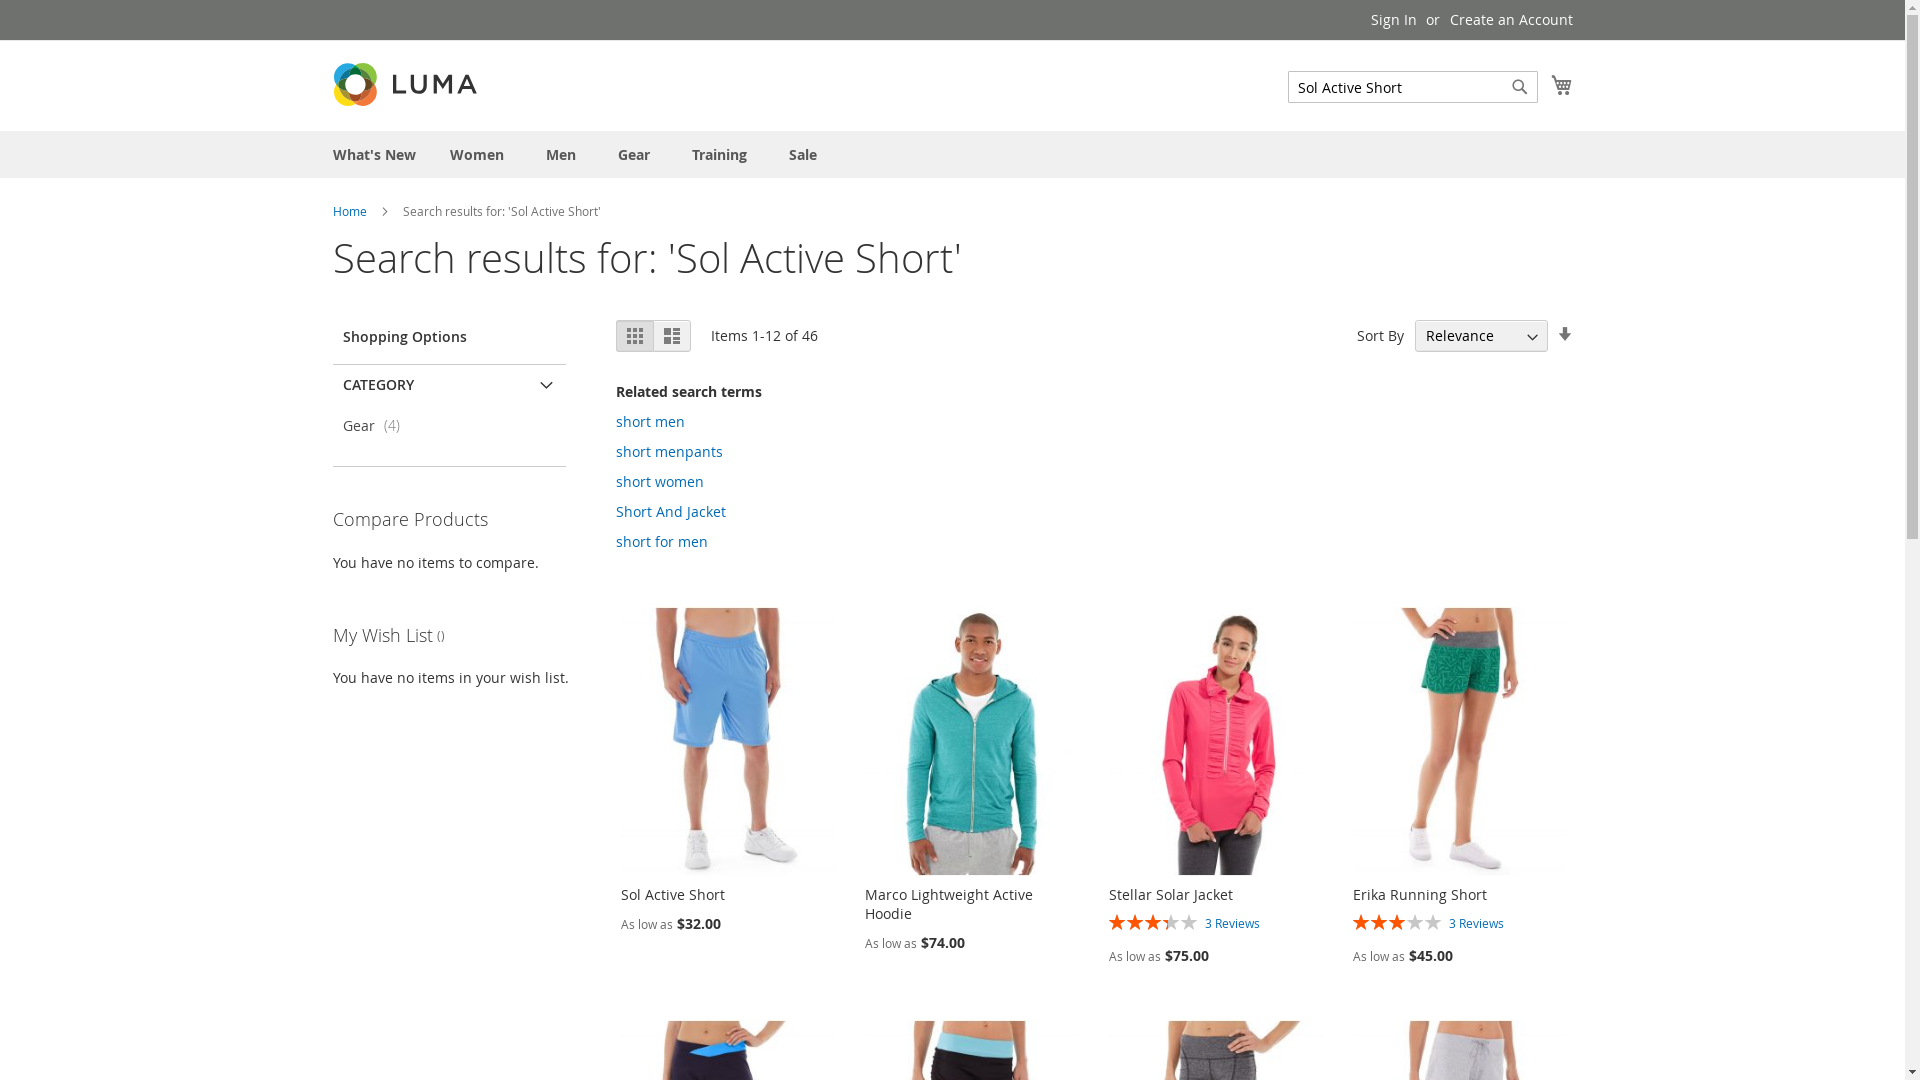 Sign In or Create an Account
LUMA
Sol Active Short
What's New Women Men Gear Training Sale
Home Search results for: 'Sol Active Short'
Search results for: 'Sol Active Short'
Shopping Options
Items 1-12 of 46
Sort By Relevance
CATEGORY
Gear (4)
Related search terms
short men
short menpants
short women
Short And Jacket
short for men
Compare Products
You have no items to compare.
My Wish List ()
You have no items in your wish list.
Sol Active Short
As low as $32.00
Marco Lightweight Active
Hoodie
As low as $74.00
Stellar Solar Jacket
3 Reviews
As low as $75.00
Erika Running Short
3 Reviews
As low as $45.00